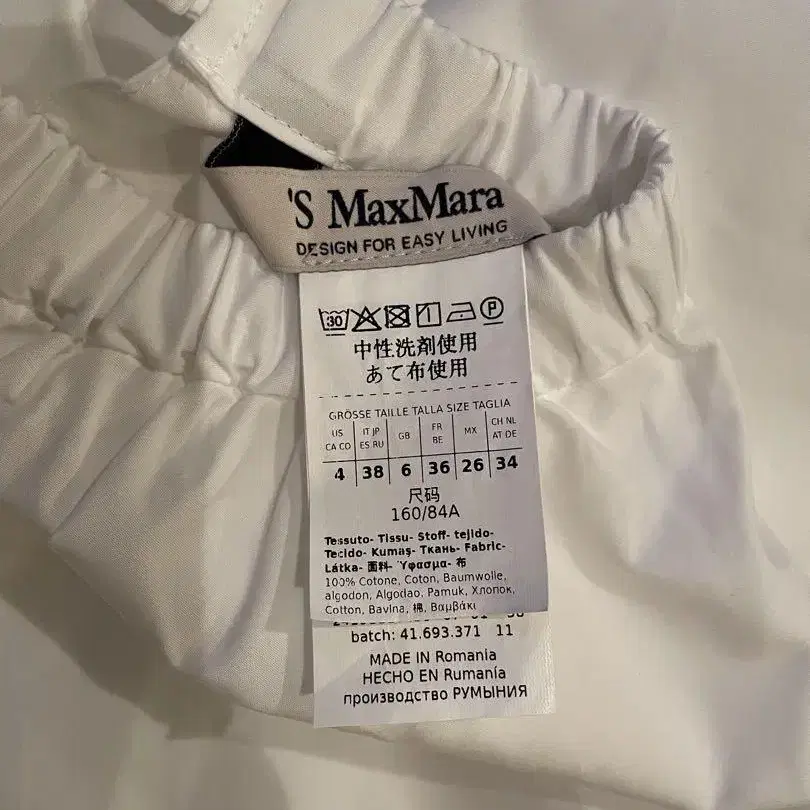 'S MaxMara
DESIGN FOR EASY LIVING
30 P
中性洗剤使用
あて布使用
GRÖSSE TAILLE TALLA SIZE TAGLIA
US CA CO IT JP ES RU GB FR BE MX CH NL AT DE
4 38 6 36 26 34
尺码
160/84A
Tessuto- Tissu- Stoff- tejido-
Tecido- Kumaş- Ткань- Fabric-
Látka- 面料- Ύφασμα- 布
100% Cotone, Coton, Baumwolle,
algodon, Algodao, Pamuk, Хлопок,
Cotton, Bavlna, 棉, Βαμβάκι
batch: 41.693.371 11
MADE IN Romania
HECHO EN Rumanía
производство РУМЫНИЯ